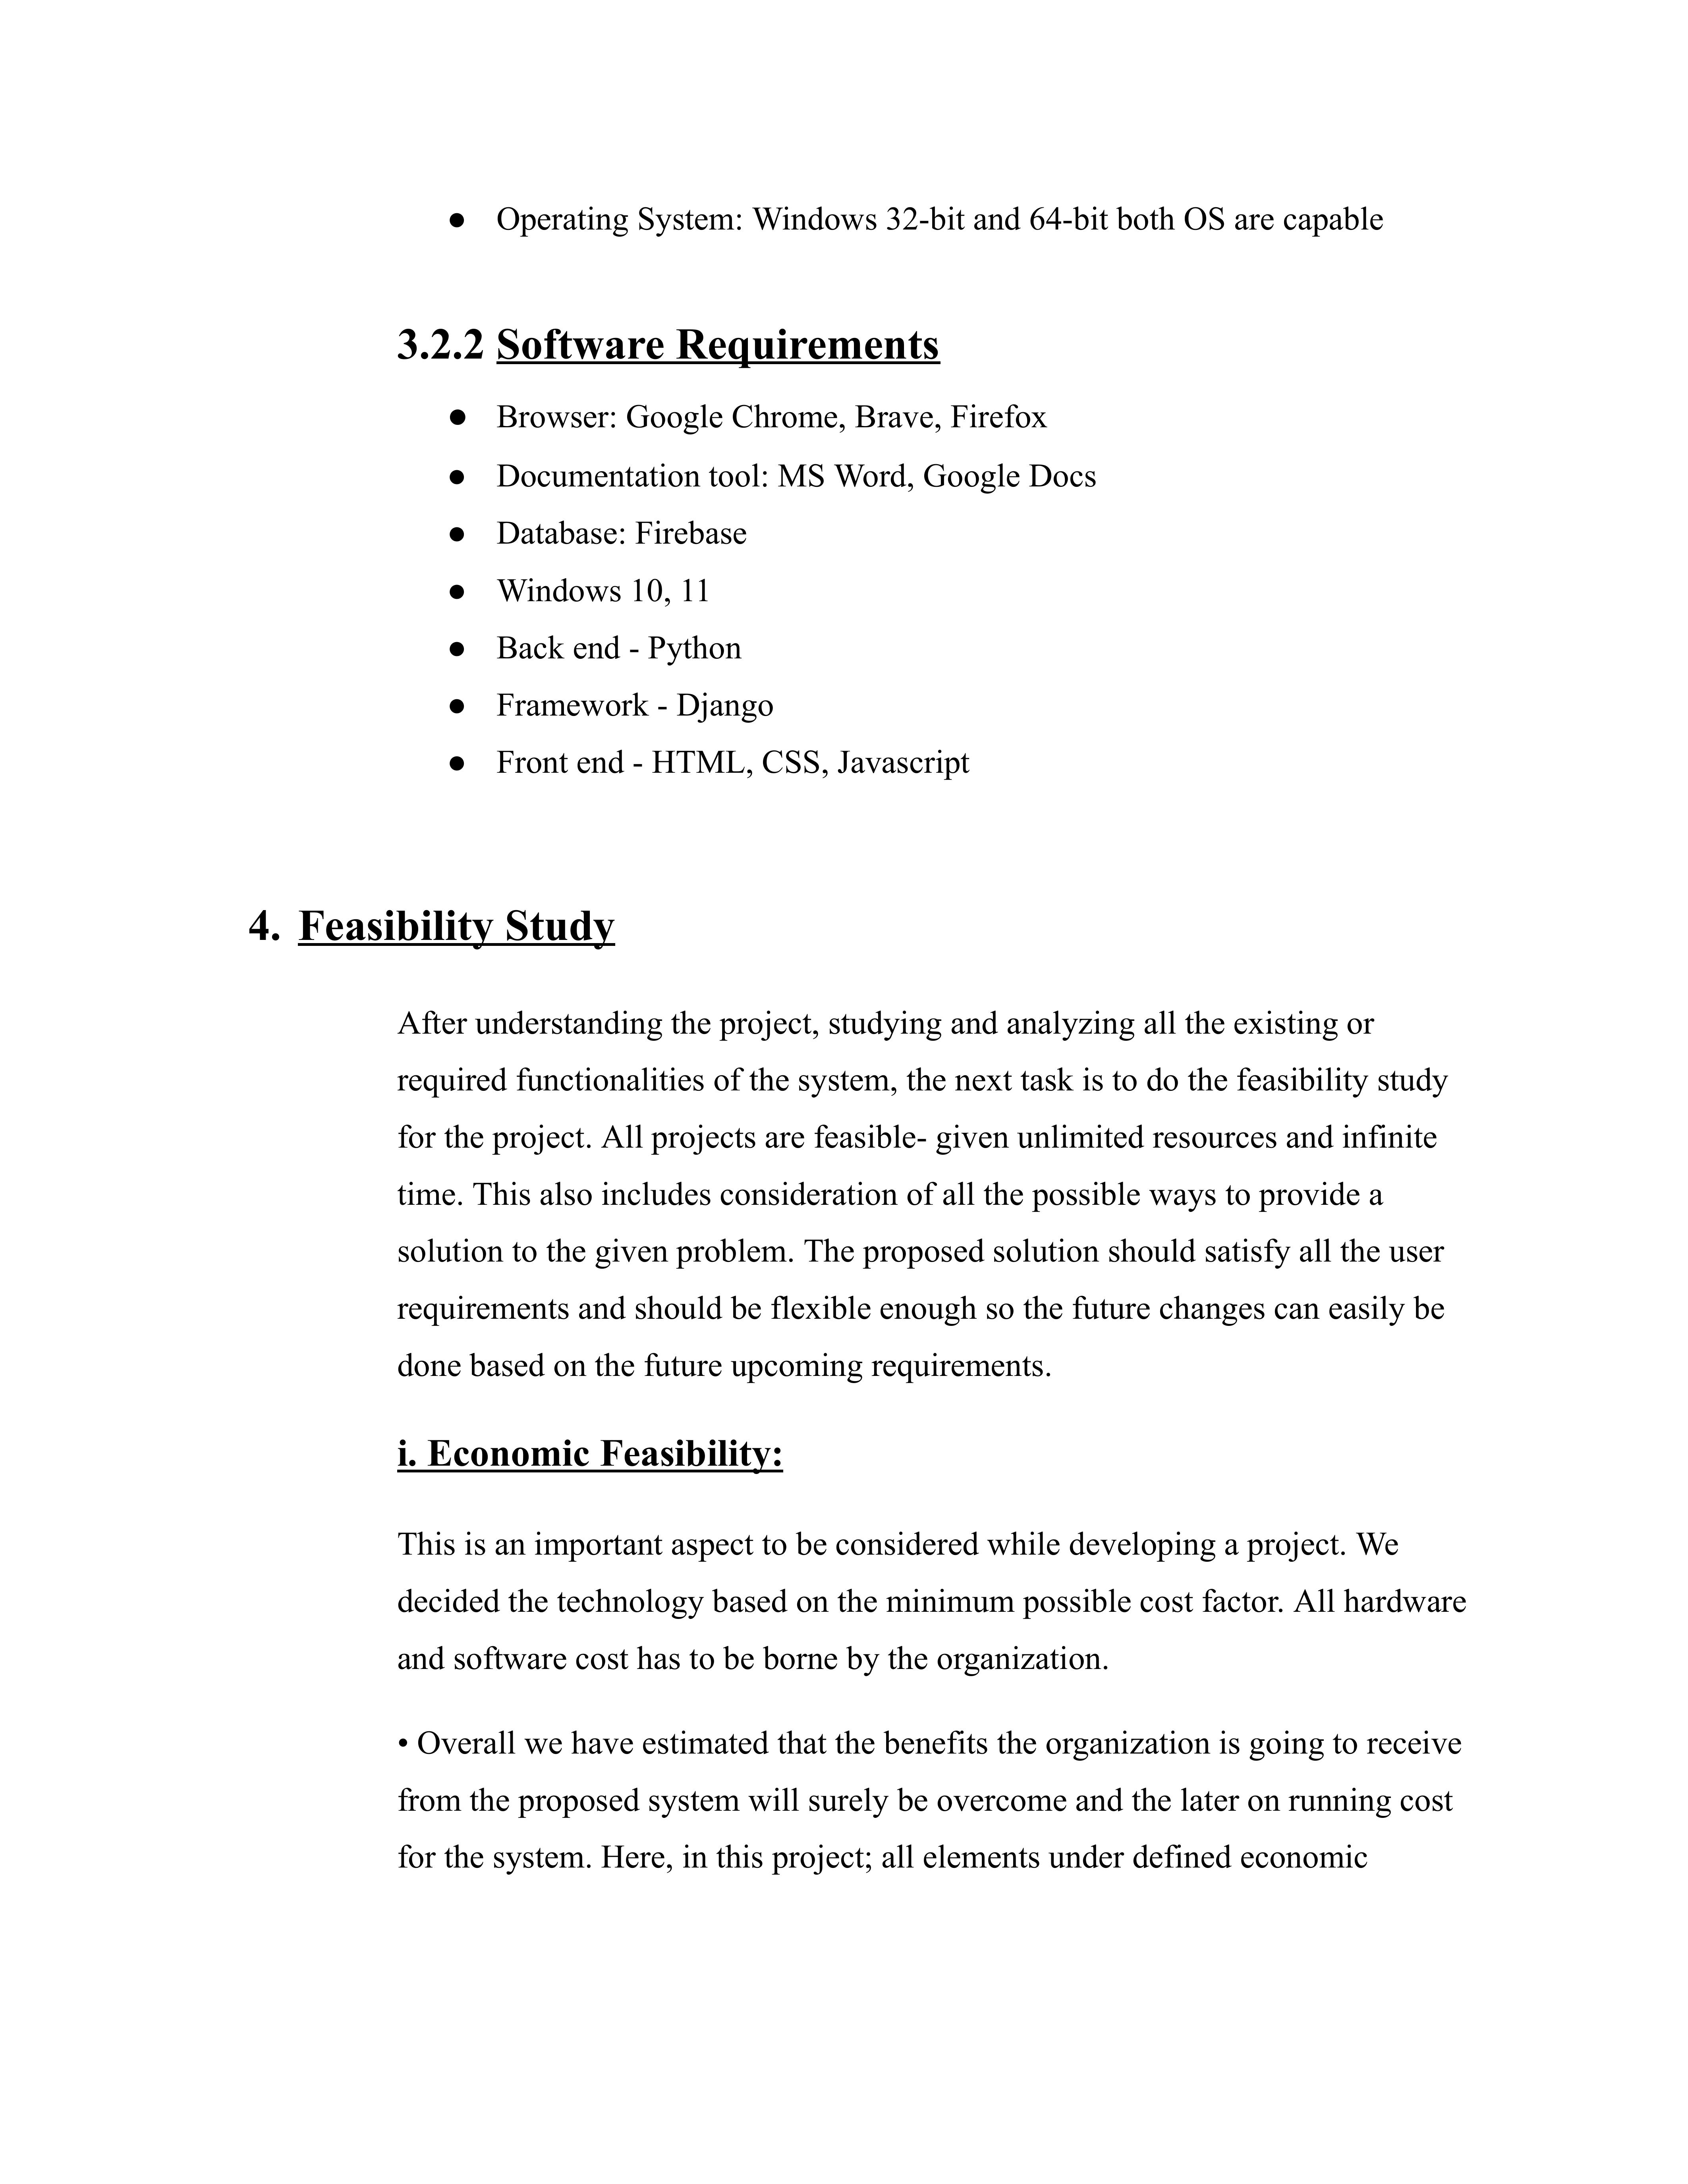 ● Operating System: Windows 32-bit and 64-bit both OS are capable
3.2.2 Software Requirements
● Browser: Google Chrome, Brave, Firefox
● Documentation tool: MS Word, Google Docs
● Database: Firebase
● Windows 10, 11
● Back end - Python
● Framework - Django
● Front end - HTML, CSS, Javascript
4. Feasibility Study
After understanding the project, studying and analyzing all the existing or
required functionalities of the system, the next task is to do the feasibility study
for the project. All projects are feasible- given unlimited resources and infinite
time. This also includes consideration of all the possible ways to provide a
solution to the given problem. The proposed solution should satisfy all the user
requirements and should be flexible enough so the future changes can easily be
done based on the future upcoming requirements.
i. Economic Feasibility:
This is an important aspect to be considered while developing a project. We
decided the technology based on the minimum possible cost factor. All hardware
and software cost has to be borne by the organization.
• Overall we have estimated that the benefits the organization is going to receive
from the proposed system will surely be overcome and the later on running cost
for the system. Here, in this project; all elements under defined economic